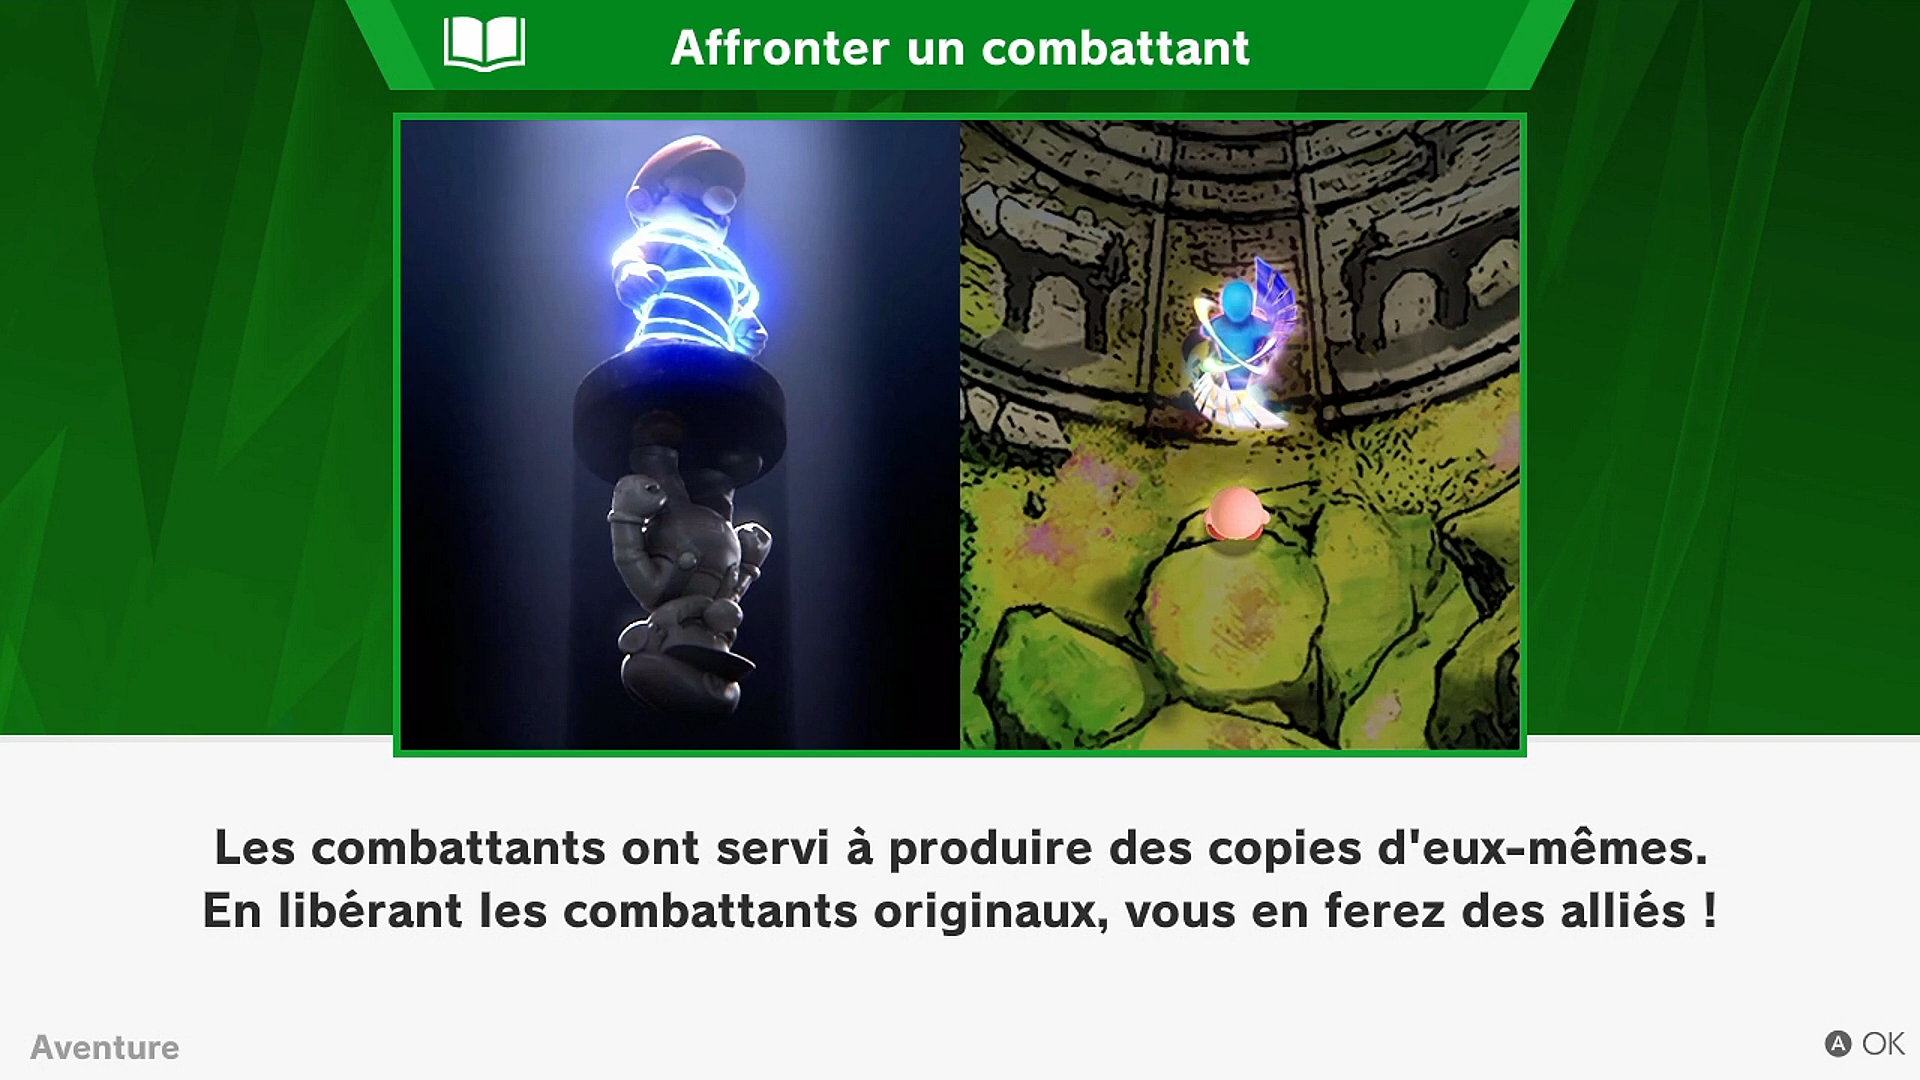 Affronter un combattant
Les combattants ont servi à produire des copies d'eux-mêmes.
En libérant les combattants originaux, vous en ferez des alliés !
Aventure
A OK